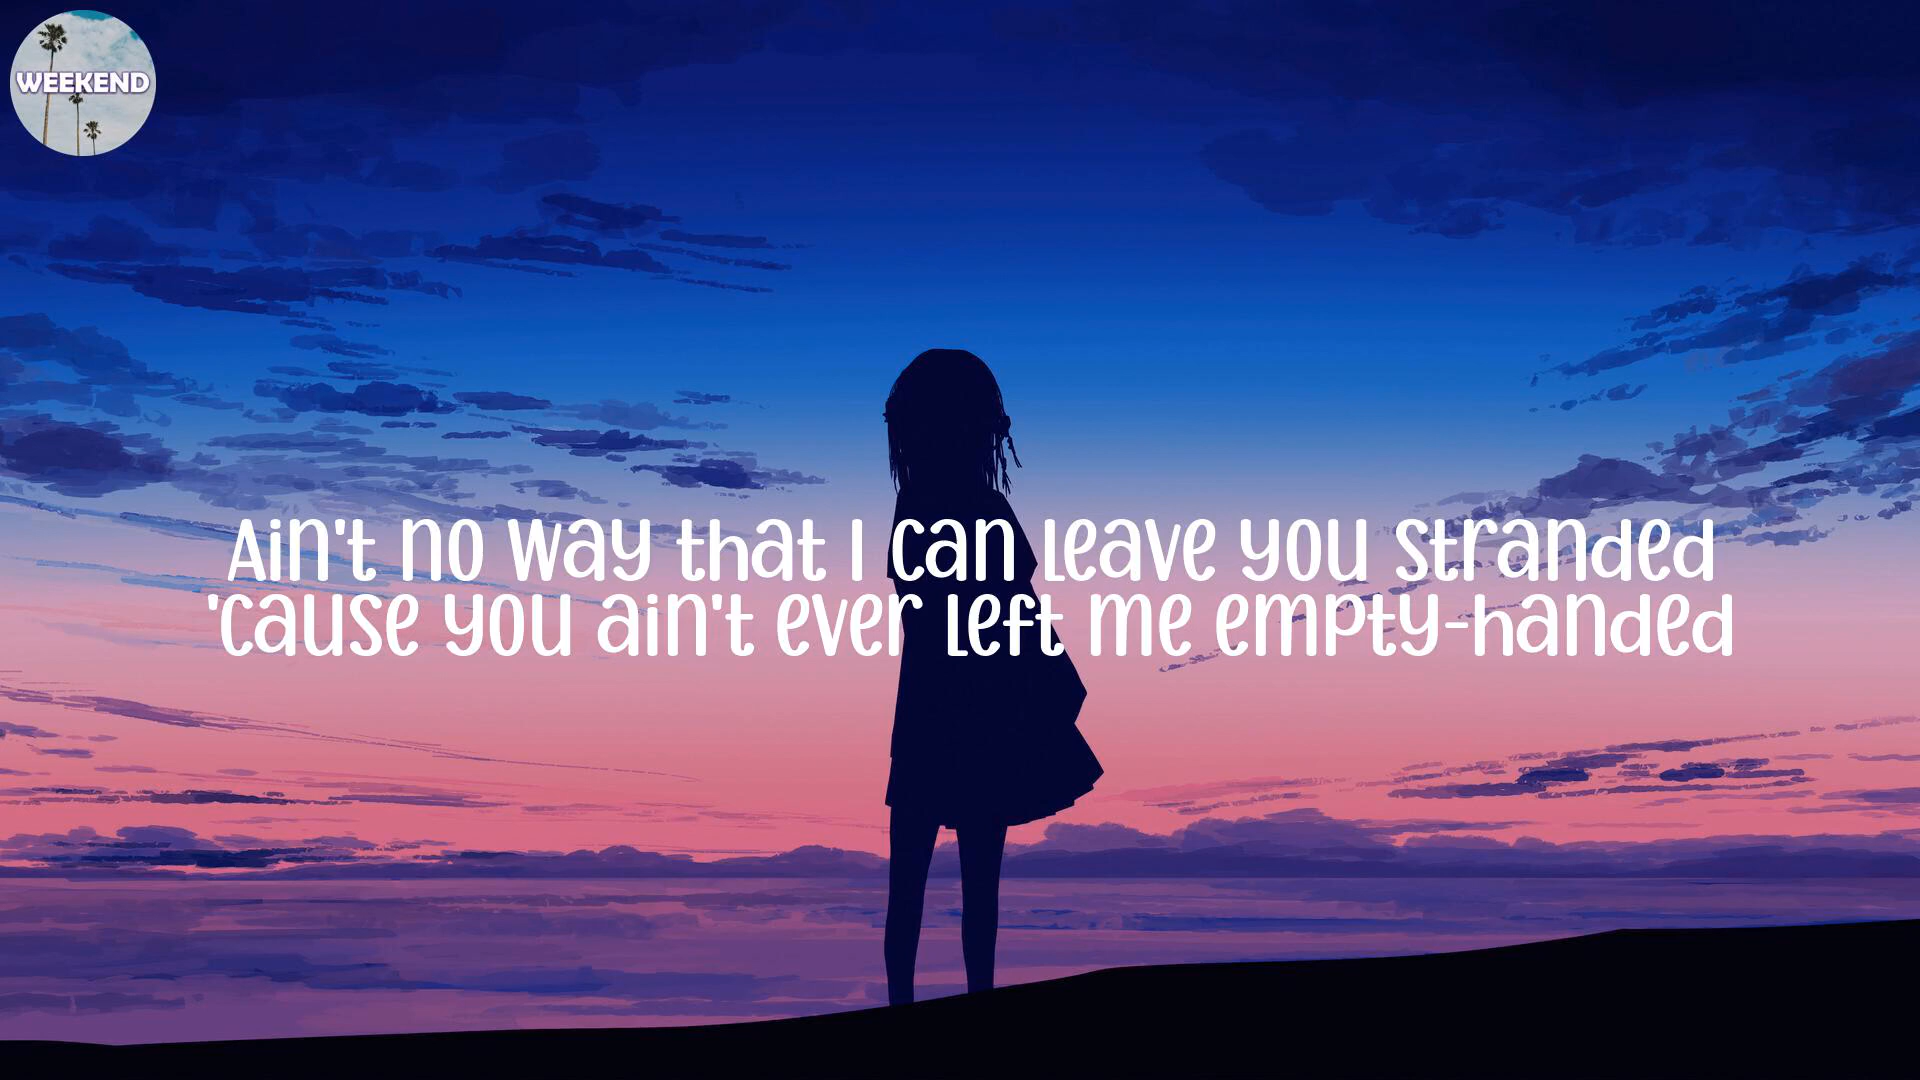 WEEKEND
Ain't no way that I can leave you stranded
'cause you ain't ever left me empty-handed